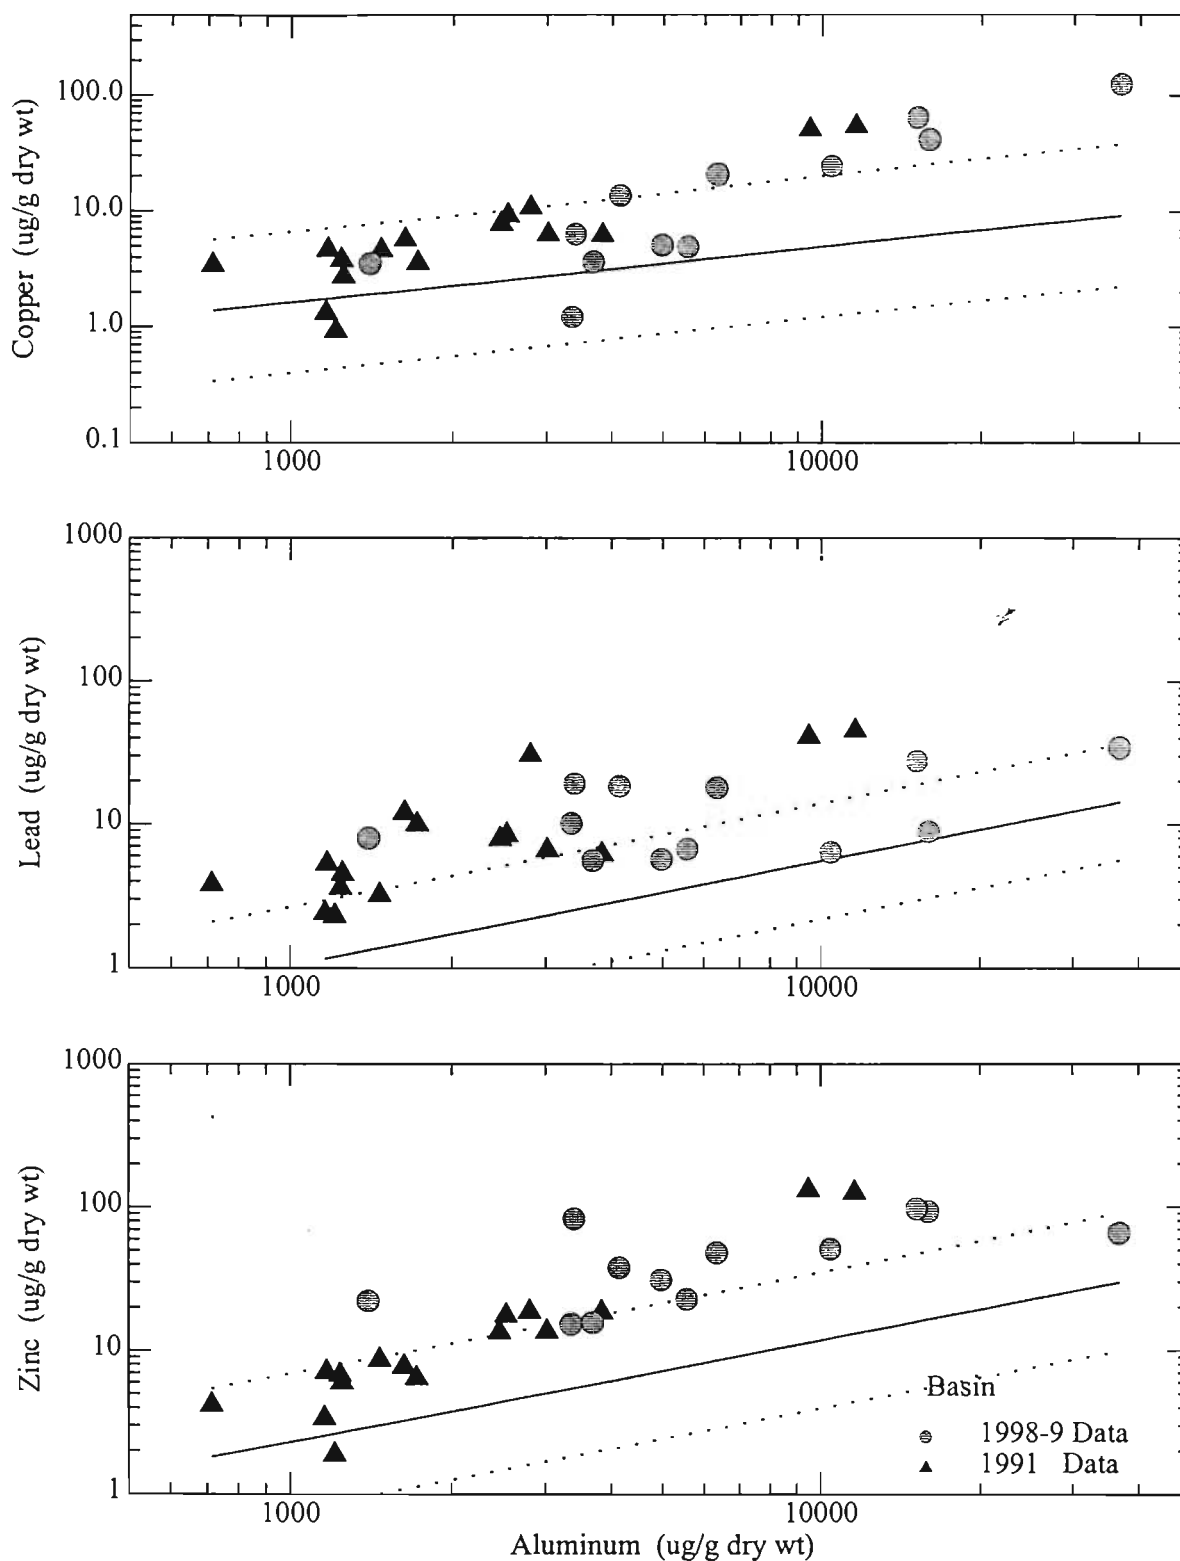 Copper (ug/g dry wt)
100.0
10.0
1.0
0.1
1000 10000
Lead (ug/g dry wt)
1000
100
10
1
1000 10000
Zinc (ug/g dry wt)
1000
100
10
1
Basin
1998-9 Data
1991 Data
1000 10000
Aluminum (ug/g dry wt)